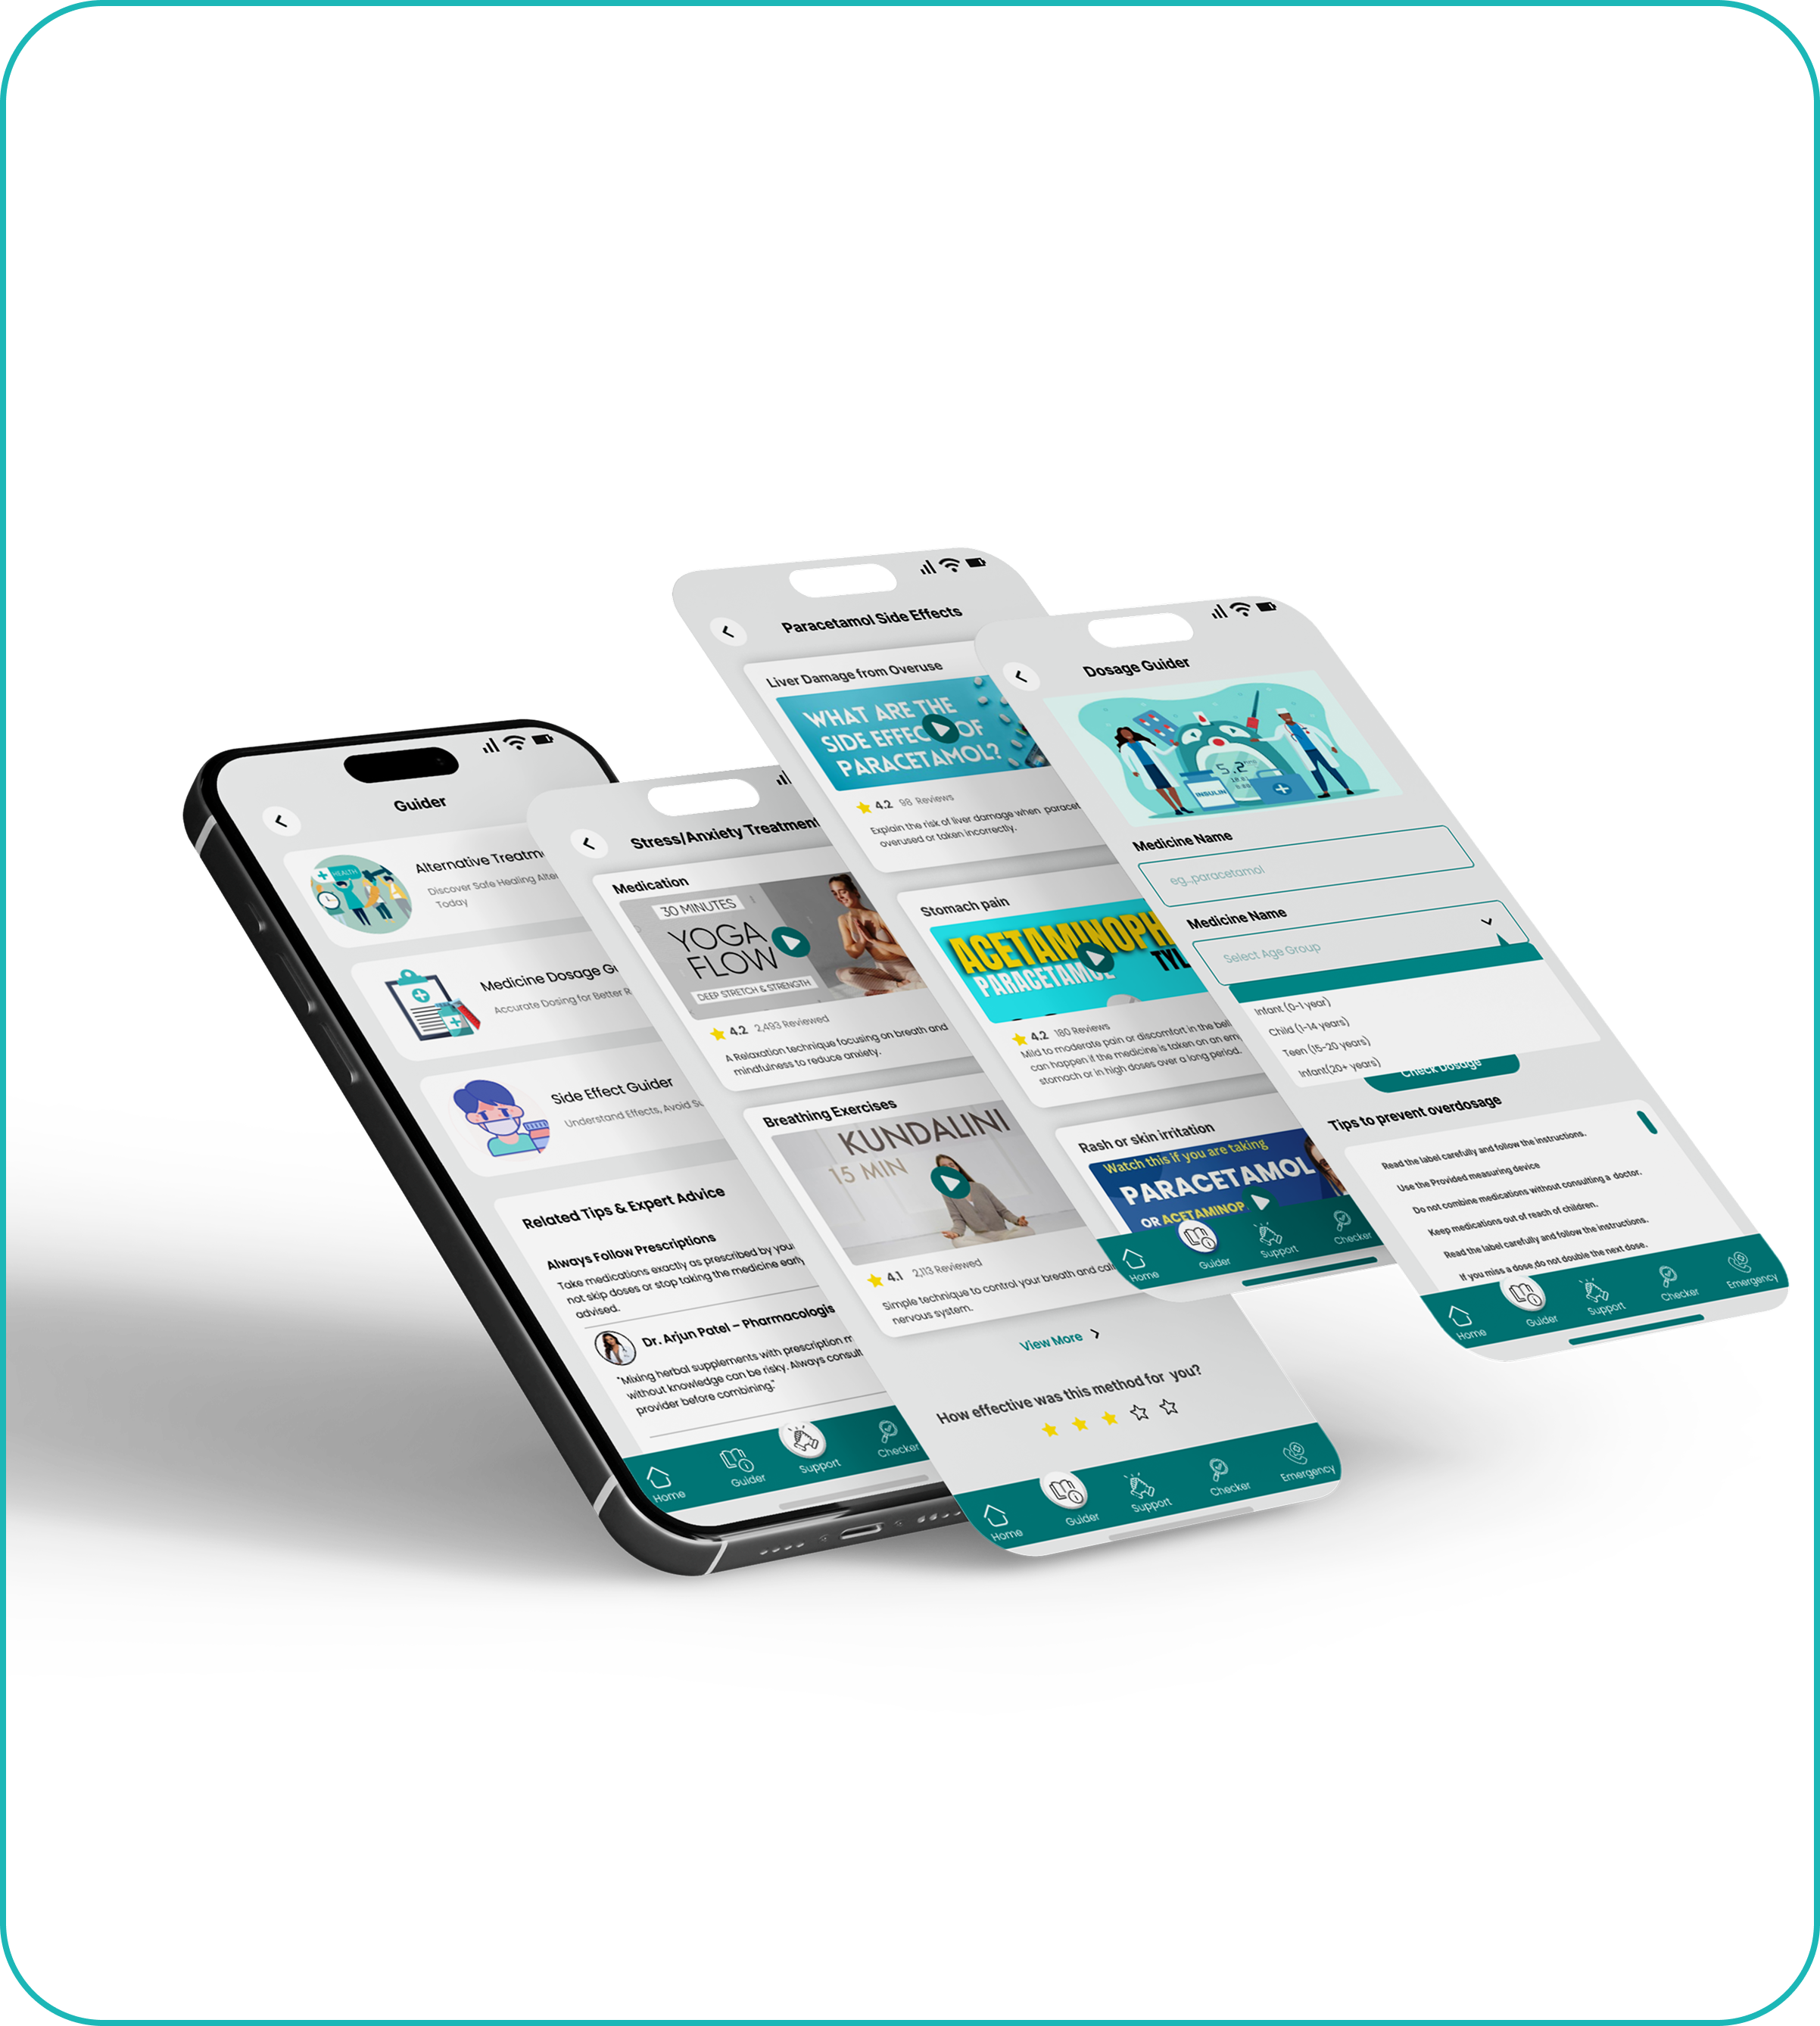 Guider
Alternative Treatm
Discover Safe Healing Alter
Today
Medicine Dosage Gu
Accurate Dosing for Better R
Side Effect Guider
Understand Effects, Avoid Su
Related Tips & Expert Advice
Always Follow Prescriptions
Take medications exactly as prescribed by your
not skip doses or stop taking the medicine early
advised.
Dr. Arjun Patel – Pharmacologis
"Mixing herbal supplements with prescription m
without knowledge can be risky. Always consult
provider before combining."
Home
Guider
Support
Checker
Stress/Anxiety Treatment
Medication
30 MINUTES
YOGA
FLOW
DEEP STRETCH & STRENGTH
4.2 2,493 Reviewed
A Relaxation technique focusing on breath and
mindfulness to reduce anxiety.
Breathing Exercises
KUNDALINI
15 MIN
4.1 2,113 Reviewed
Simple technique to control your breath and calm
nervous system.
View More
How effective was this method for you?
Home
Guider
Support
Checker
Emergency
Paracetamol Side Effects
Liver Damage from Overuse
WHAT ARE THE
SIDE EFFEC OF
PARACETAMOL?
4.2 98 Reviews
Explain the risk of liver damage when paracet
overused or taken incorrectly.
Stomach pain
ACETAMINOPH
PARACETAMOL TYL
4.2 180 Reviews
Mild to moderate pain or discomfort in the bell
can happen if the medicine is taken on an em
stomach or in high doses over a long period.
Rash or skin irritation
Watch this if you are taking
PARACETAMOL
OR ACETAMINOP
Home
Guider
Support
Checker
Dosage Guider
5.2
INSULIN
Medicine Name
eg.,paracetamol
Medicine Name
Select Age Group
Infant (0-1 year)
Child (1-14 years)
Teen (15-20 years)
Infant(20+ years)
Check Dosage
Tips to prevent overdosage
Read the label carefully and follow the instructions.
Use the Provided measuring device
Do not combine medications without consulting a doctor.
Keep medications out of reach of children.
Read the label carefully and follow the instructions.
If you miss a dose,do not double the next dose.
Home
Guider
Support
Checker
Emergency